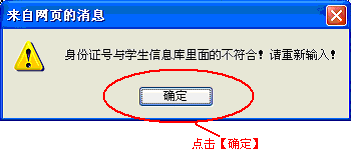 来自网页的消息
身份证号与学生信息库里面的不符合！请重新输入！
确定
点击【确定】